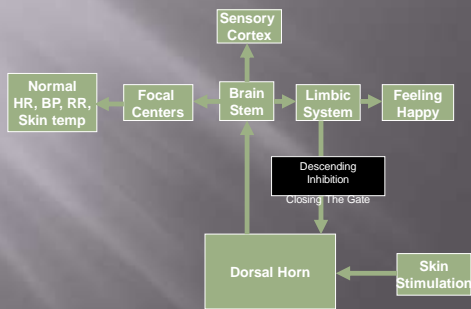 Sensory
Cortex
Normal
HR, BP, RR,
Skin temp
Focal
Centers
Brain
Stem
Limbic
System
Feeling
Happy
Descending
Inhibition
Closing The Gate
Dorsal Horn
Skin
Stimulation